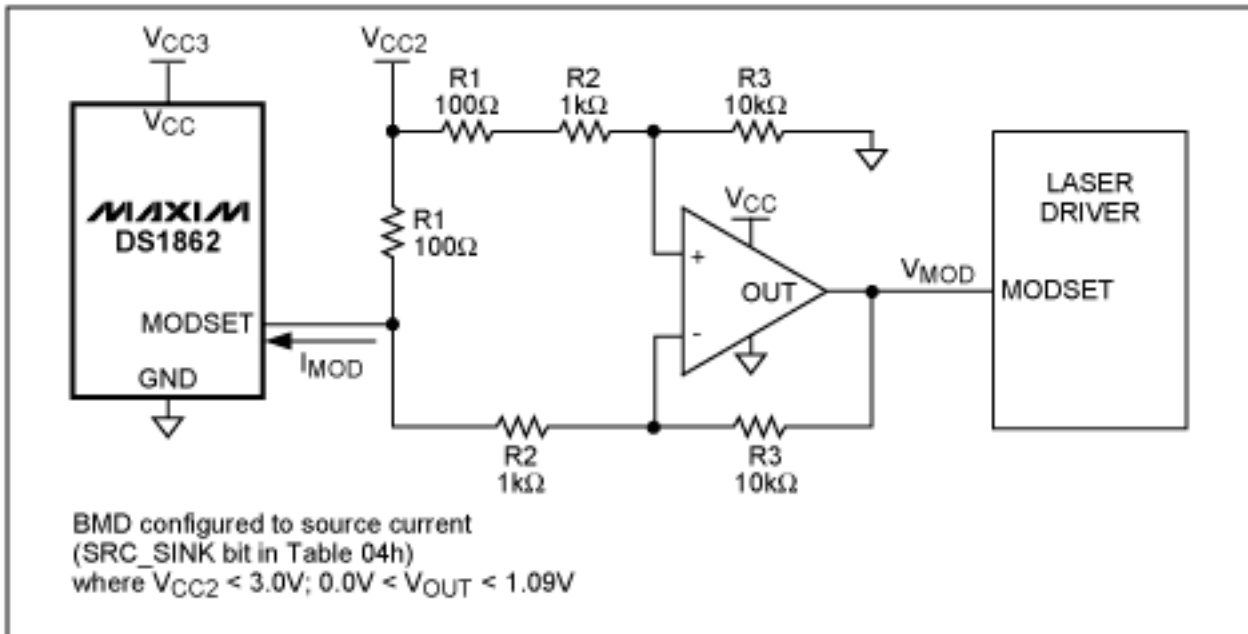 VCC3
VCC2
R1
100Ω
R2
1kΩ
R3
10kΩ
VCC
MAXIM
DS1862
R1
100Ω
VCC
LASER
DRIVER
+
OUT
VMOD
MODSET
MODSET
-
IMOD
GND
R2
1kΩ
R3
10kΩ
BMD configured to source current
(SRC_SINK bit in Table 04h)
where VCC2 < 3.0V; 0.0V < VOUT < 1.09V